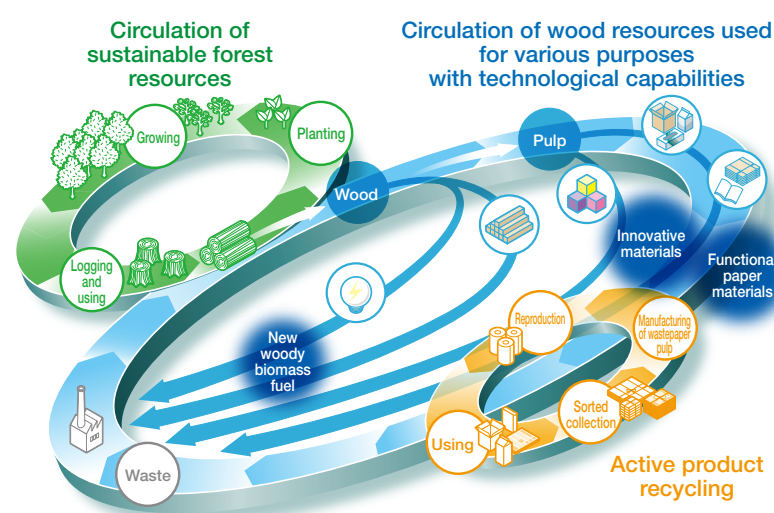 Circulation of
sustainable forest
resources
Circulation of wood resources used
for various purposes
with technological capabilities
Growing
Planting
Pulp
Wood
Logging
and
using
Innovative
materials
Functional
paper
materials
New
woody
biomass
fuel
Reproduction
Manufacturing
of wastepaper
pulp
Sorted
collection
Using
Waste
Active product
recycling